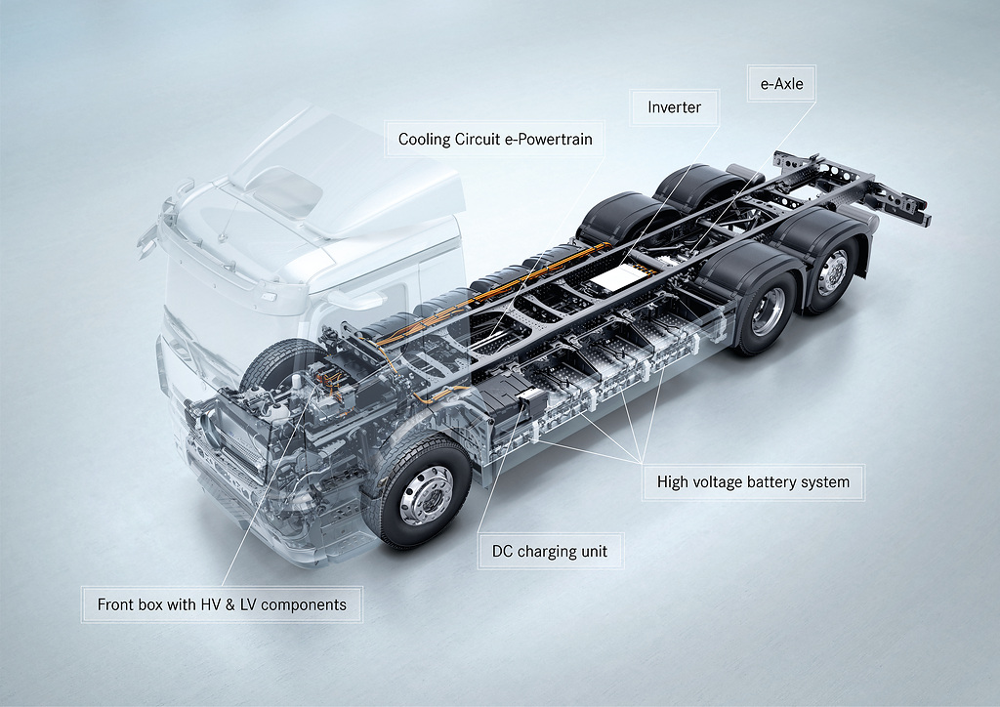 e-Axle
Inverter
Cooling Circuit e-Powertrain
High voltage battery system
DC charging unit
Front box with HV & LV components